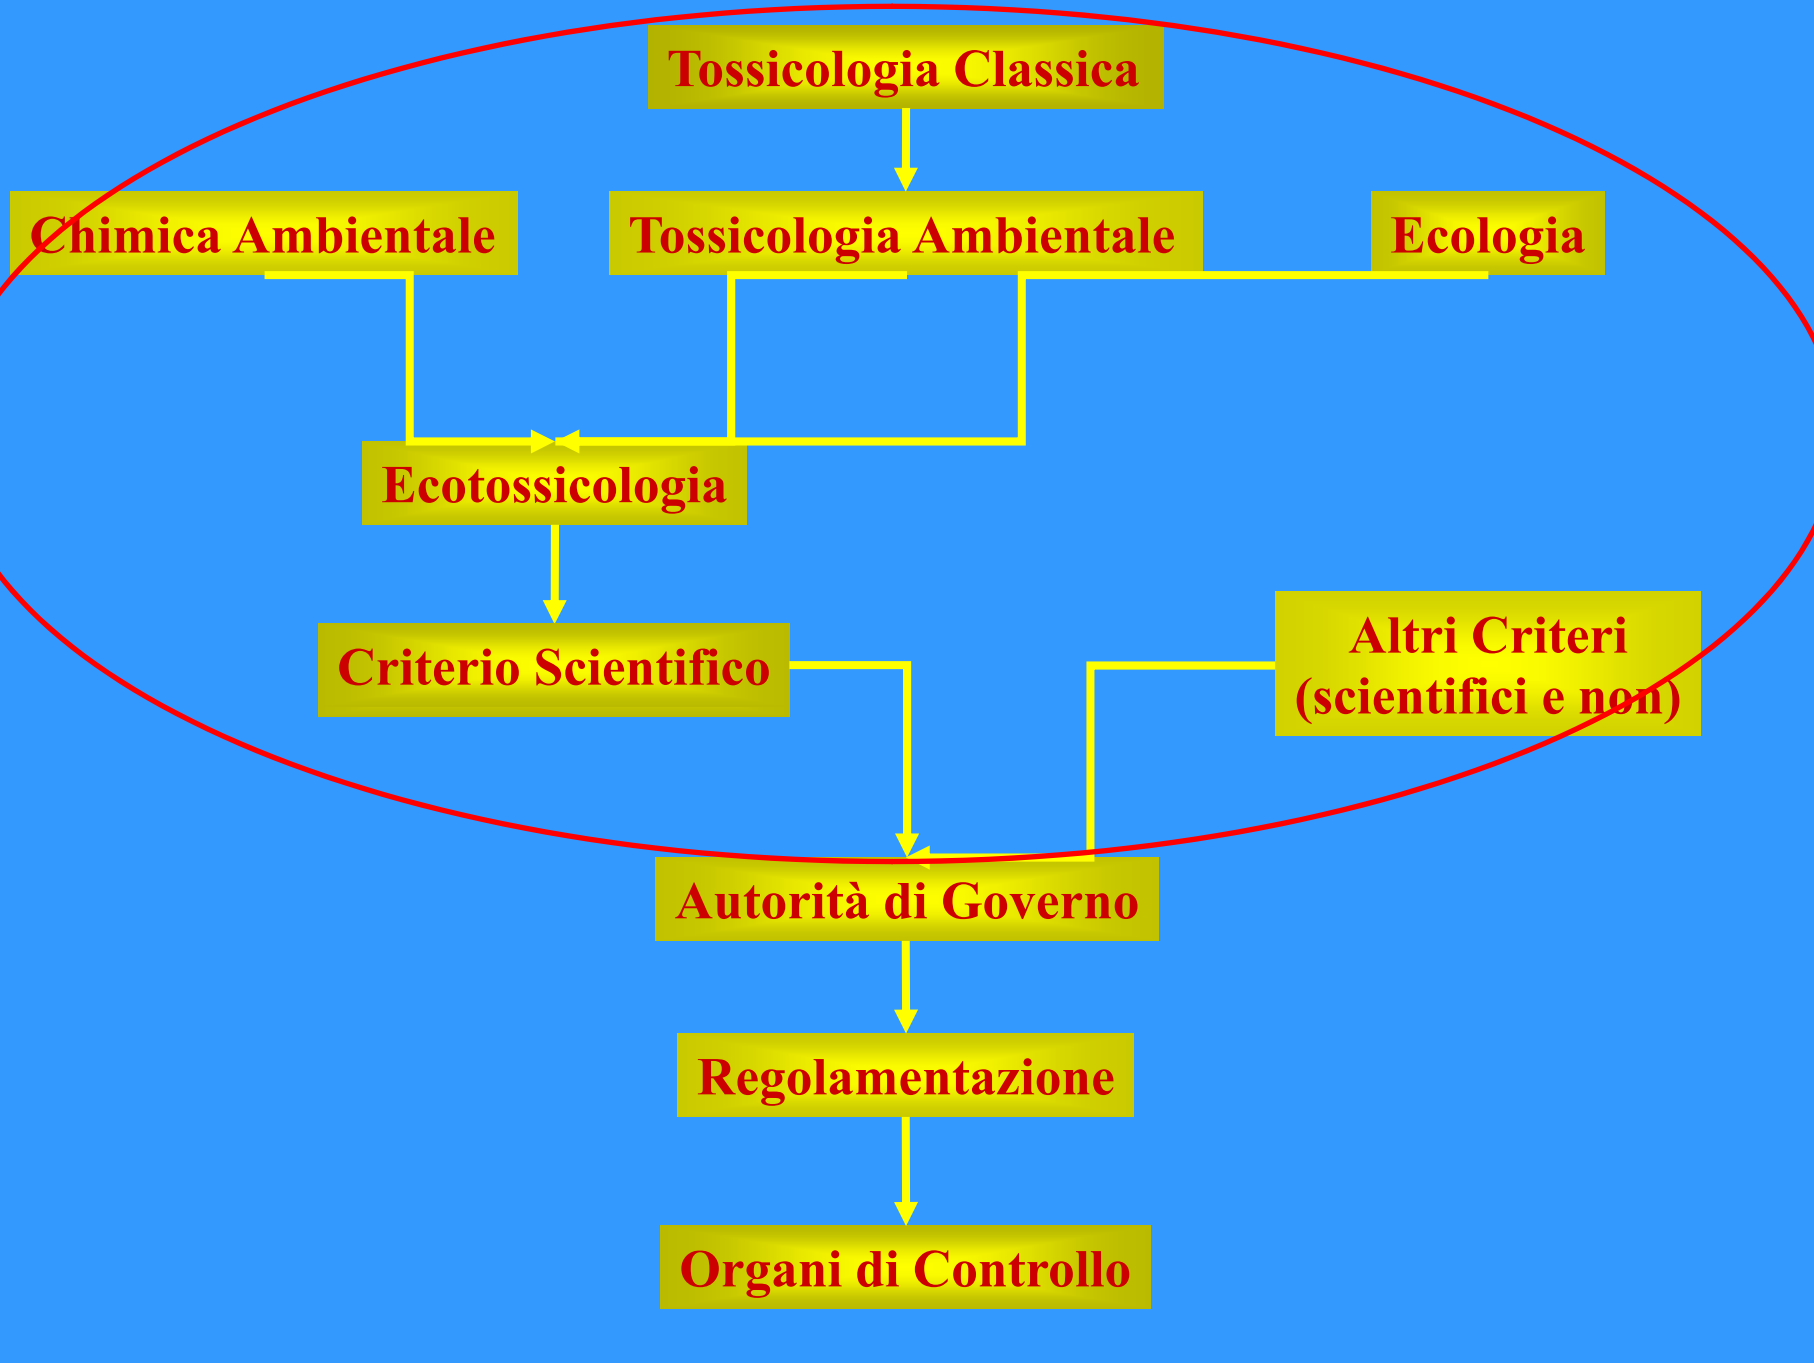 Tossicologia Classica
Chimica Ambientale
Tossicologia Ambientale
Ecologia
Ecotossicologia
Criterio Scientifico
Altri Criteri
(scientifici e non)
Autorità di Governo
Regolamentazione
Organi di Controllo